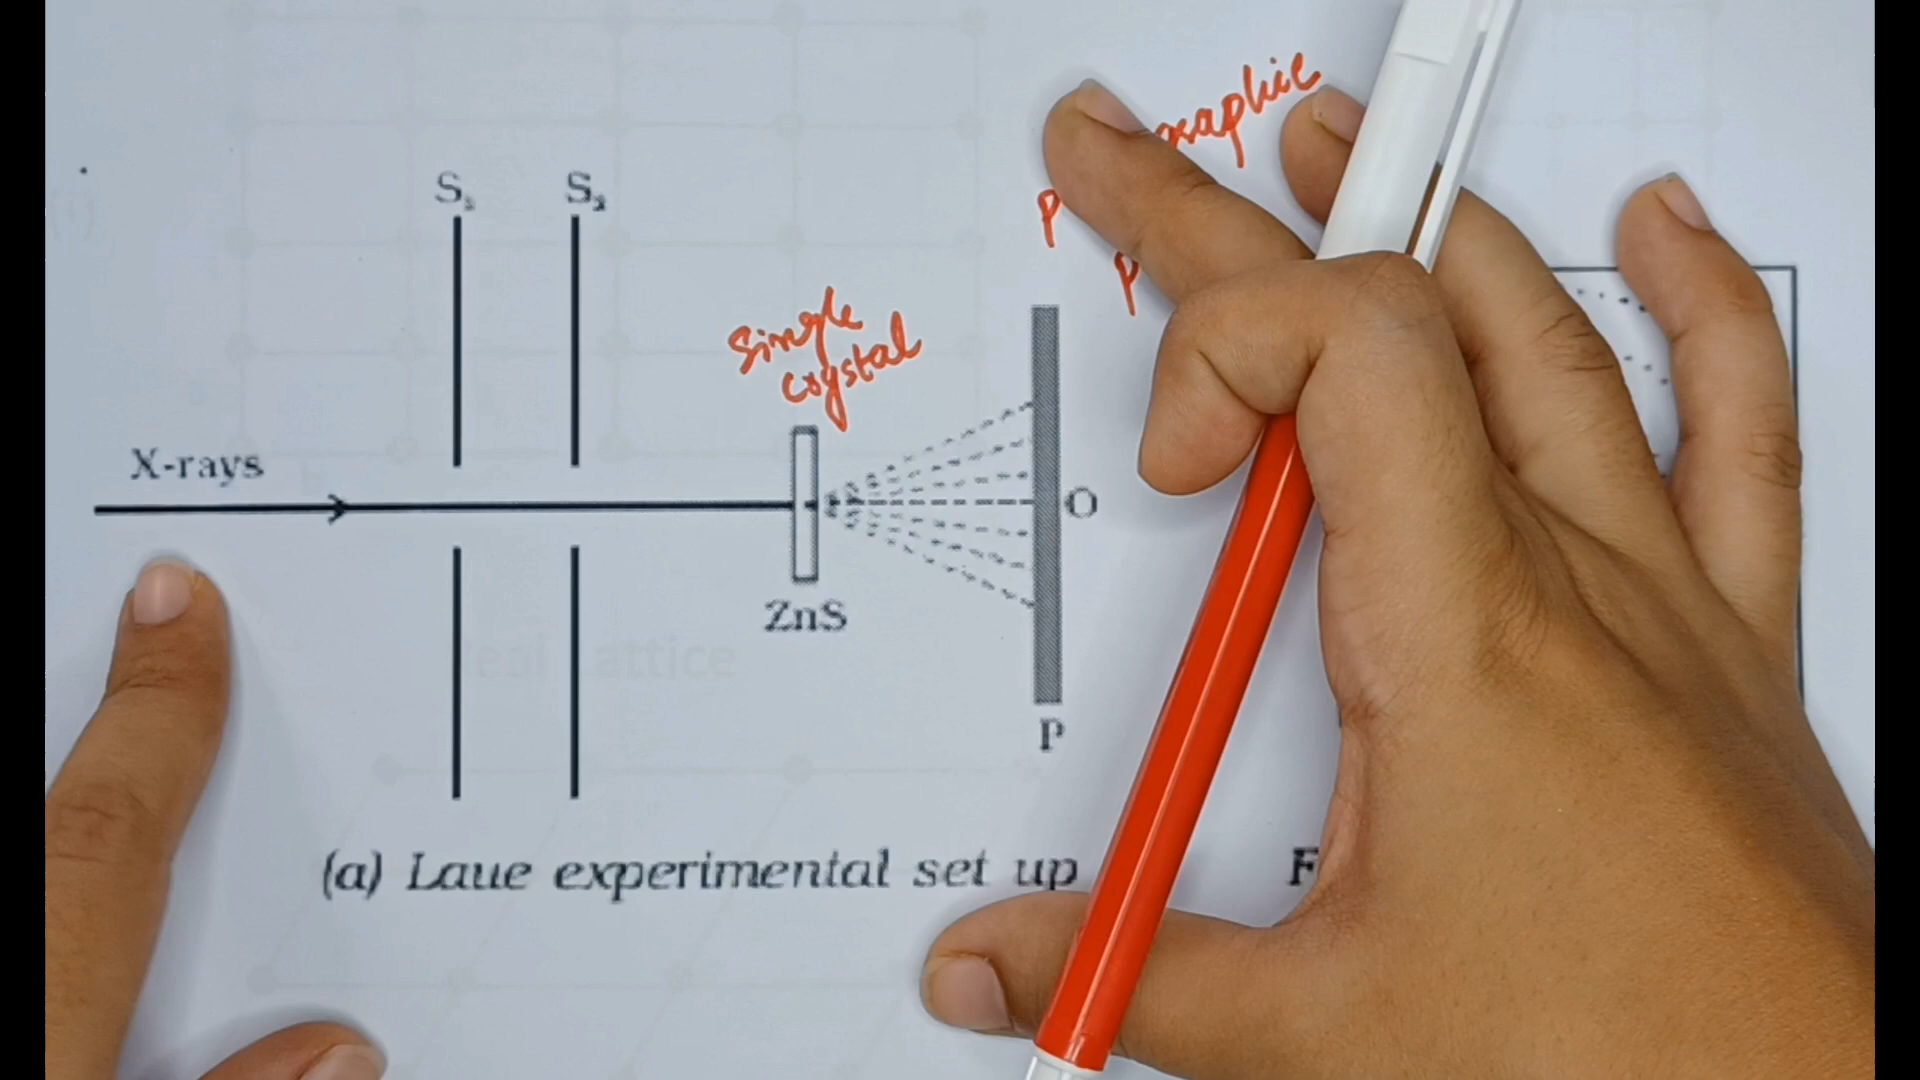 S₁ S₂
Single
crystal
X-rays
O
ZnS
P
(a) Laue experimental set up